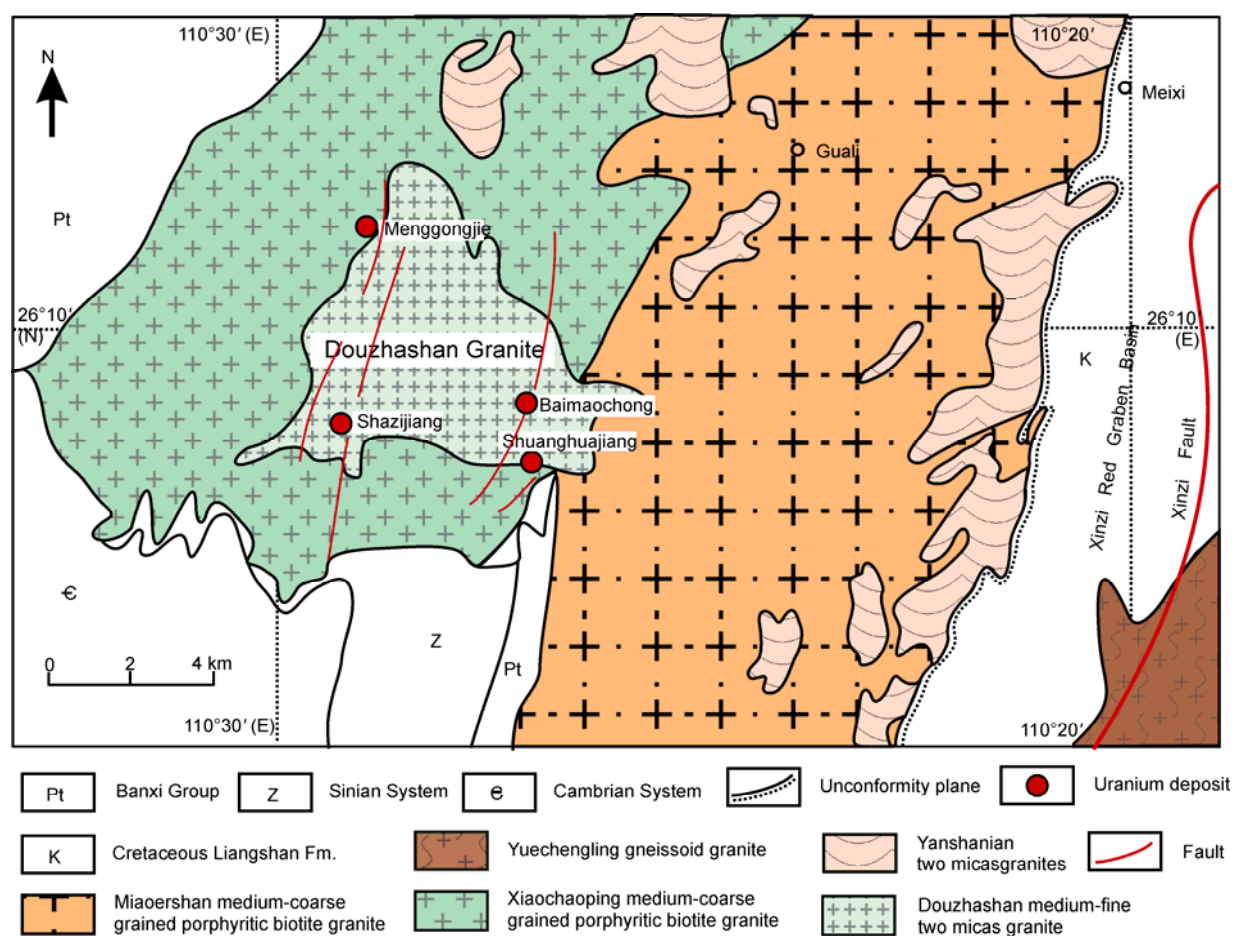 110°30′ (E)
110°20′
N
Meixi
Guali
Pt
Menggongjie
26°10′
(N)
26°10′
(E)
Douzhashan Granite
K
Baimaochong
Shazijiang
Shuanghuajiang
Xinzi Red Graben Basin
Xinzi Fault
Є
Z
Pt
0 2 4 km
110°30′ (E)
110°20′
Pt Banxi Group
Z Sinian System
Є Cambrian System
Unconformity plane
Uranium deposit
K Cretaceous Liangshan Fm.
Yuechengling gneissoid granite
Yanshanian
two micasgranites
Fault
Miaoershan medium-coarse
grained porphyritic biotite granite
Xiaochaoping medium-coarse
grained porphyritic biotite granite
Douzhashan medium-fine
two micas granite